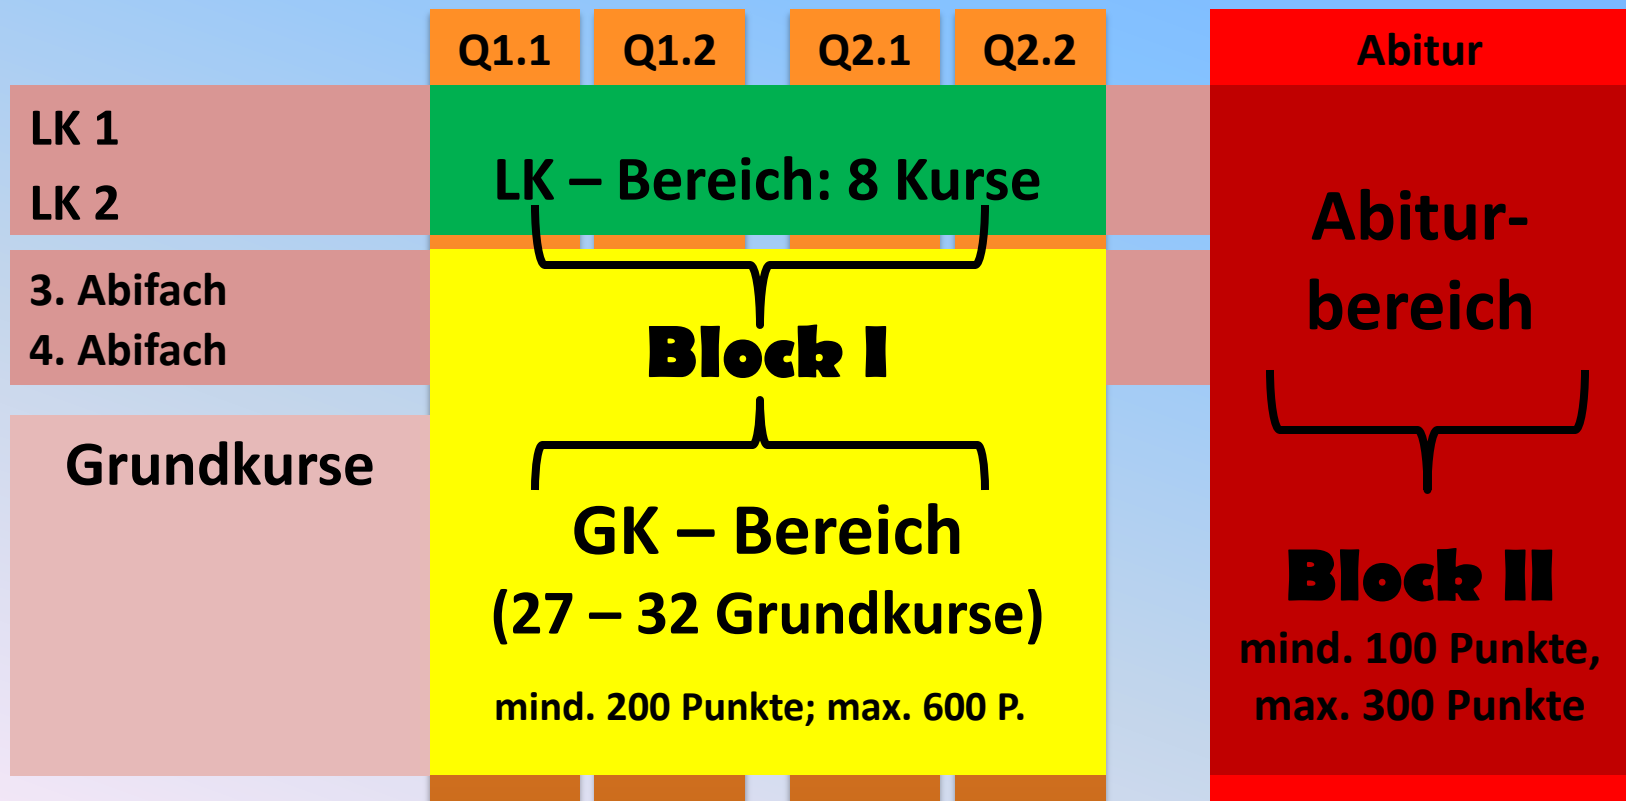 Q1.1 Q1.2 Q2.1 Q2.2 Abitur
LK 1
LK 2
LK – Bereich: 8 Kurse
3. Abifach
4. Abifach
Block I
Grundkurse
GK – Bereich
(27 – 32 Grundkurse)
mind. 200 Punkte; max. 600 P.
Abitur-
bereich
Block II
mind. 100 Punkte,
max. 300 Punkte